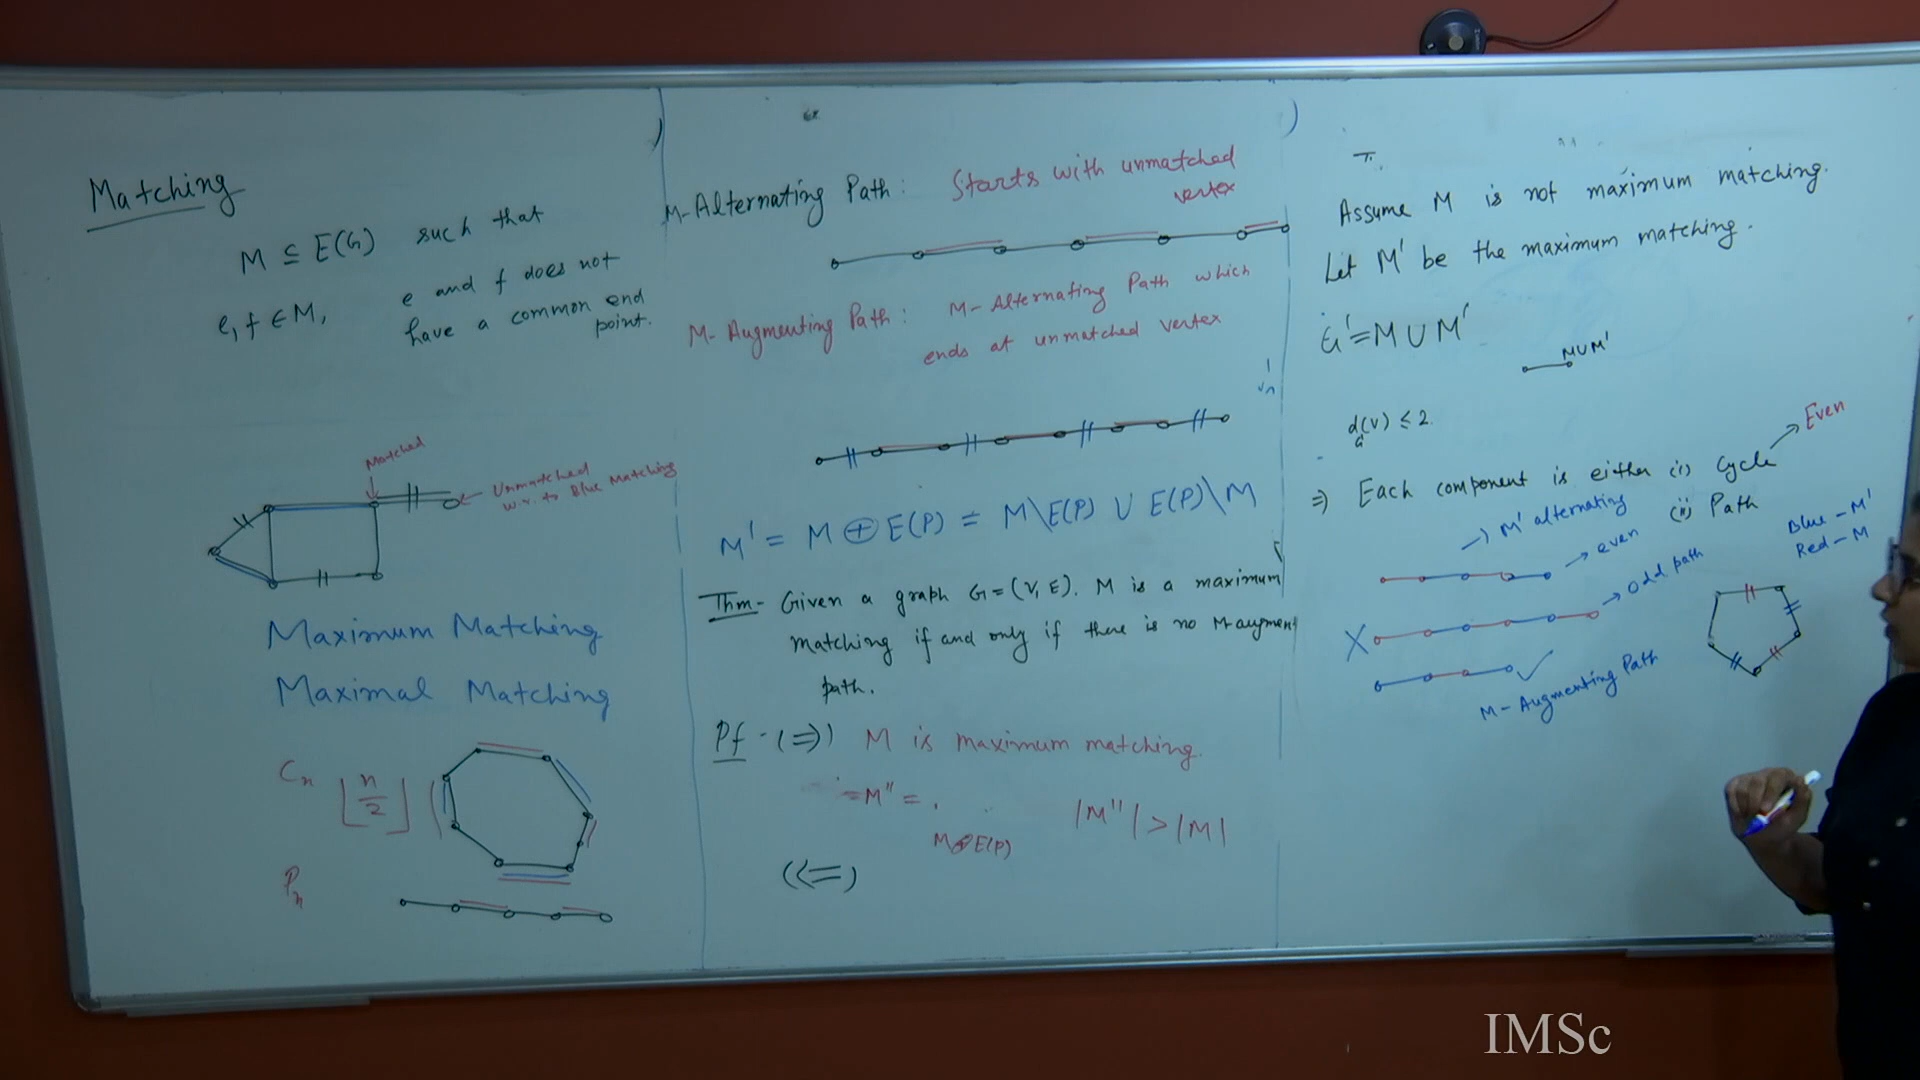 Matching
M ⊆ E(G) such that
e, f ∈ M, e and f does not
have a common end
point.
Matched
Unmatched
w.r. to Blue Matching
Maximum Matching
Maximal Matching
Cn ⌊n/2⌋
Pn
M-Alternating Path: Starts with unmatched
vertex
M-Augmenting Path: M-Alternating Path which
ends at unmatched vertex
M' = M ⊕ E(P) = M\E(P) ∪ E(P)\M
Thm- Given a graph G=(V, E). M is a maximum
matching if and only if there is no M-augment
path.
Pf - (⇒) M is maximum matching.
=M'' = .
M⊕E(P) |M''| > |M|
(⇐)
Assume M is not maximum matching.
Let M' be the maximum matching.
G' = M ∪ M'
M∪M'
d(v) ≤ 2.
G
⇒ Each component is either (i) Cycle → Even
(ii) Path
→ M' alternating
→ even
→ odd path
Blue - M'
Red - M
X
✓
M-Augmenting Path
IMSc